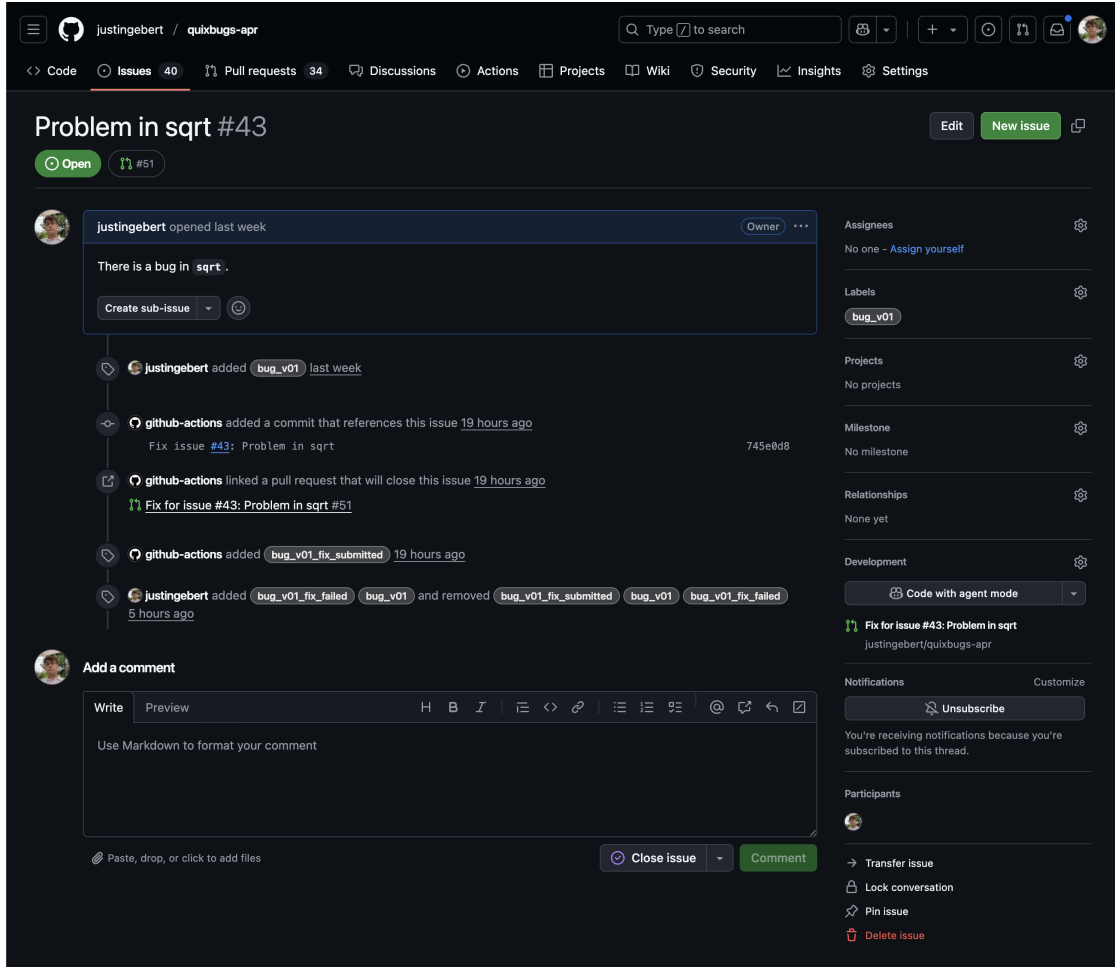 justingebert / quixbugs-apr
Type / to search
Code
Issues 40
Pull requests 34
Discussions
Actions
Projects
Wiki
Security
Insights
Settings
Problem in sqrt #43
Edit
New issue
Open
#51
justingebert opened last week
Owner
There is a bug in sqrt .
Create sub-issue
justingebert added bug_v01 last week
github-actions added a commit that references this issue 19 hours ago
Fix issue #43: Problem in sqrt
745e0d8
github-actions linked a pull request that will close this issue 19 hours ago
Fix for issue #43: Problem in sqrt #51
github-actions added bug_v01_fix_submitted 19 hours ago
justingebert added bug_v01_fix_failed bug_v01 and removed bug_v01_fix_submitted bug_v01 bug_v01_fix_failed
5 hours ago
Add a comment
Write
Preview
Use Markdown to format your comment
Paste, drop, or click to add files
Close issue
Comment
Assignees
No one - Assign yourself
Labels
bug_v01
Projects
No projects
Milestone
No milestone
Relationships
None yet
Development
Code with agent mode
Fix for issue #43: Problem in sqrt
justingebert/quixbugs-apr
Notifications
Customize
Unsubscribe
You're receiving notifications because you're
subscribed to this thread.
Participants
Transfer issue
Lock conversation
Pin issue
Delete issue